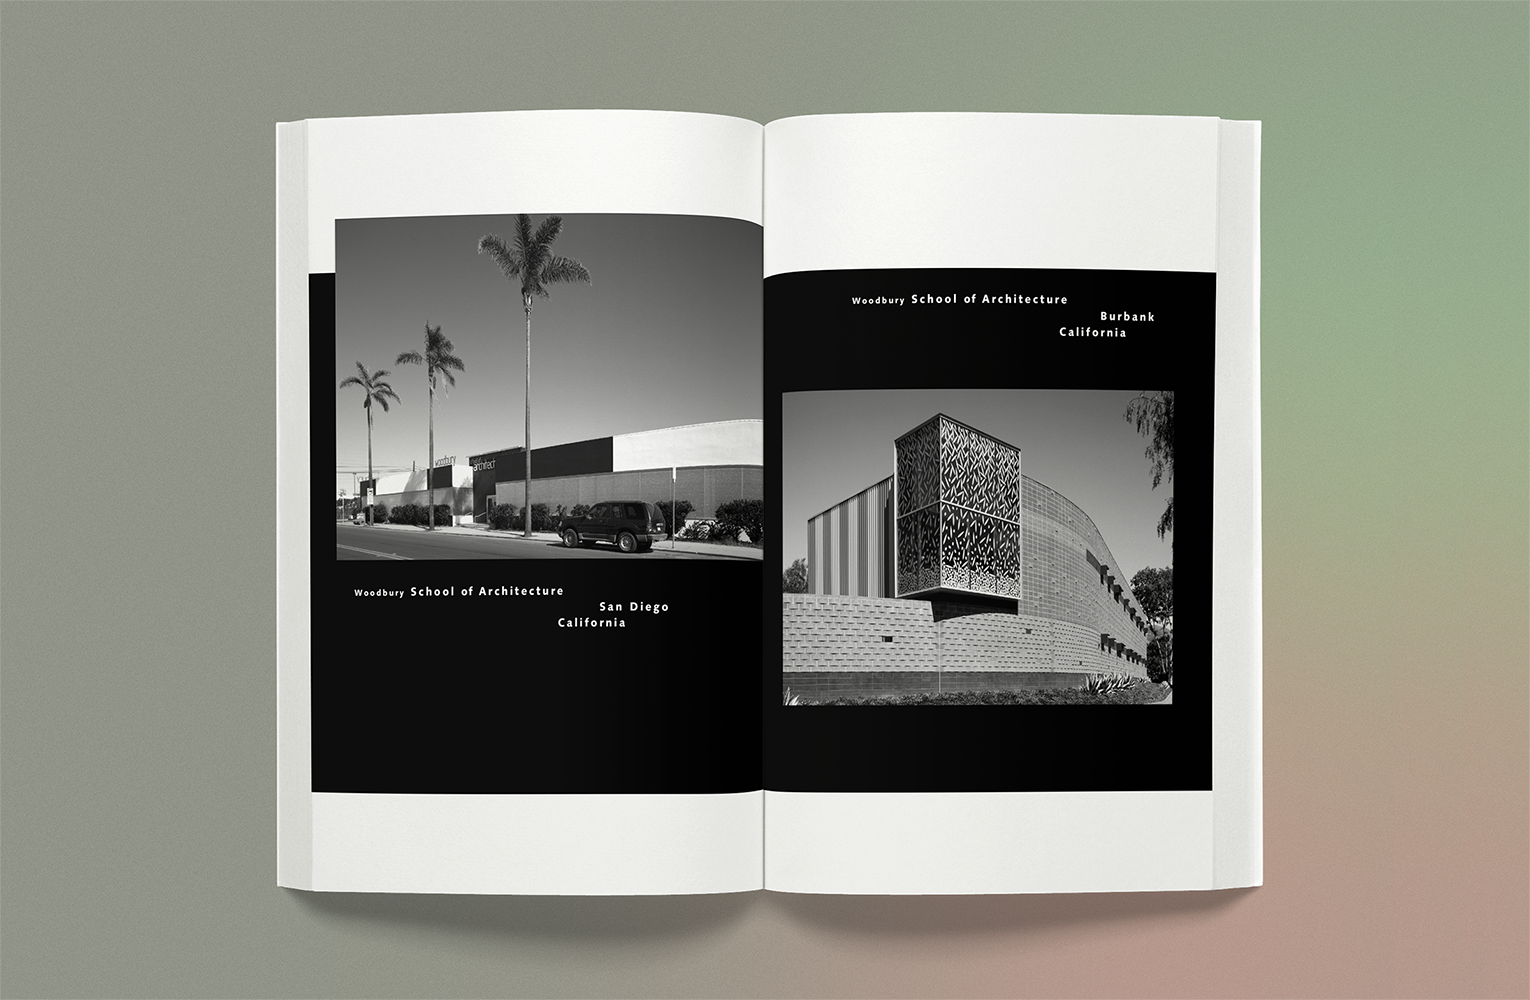 woodbury
architect
Woodbury School of Architecture
San Diego
California
Woodbury School of Architecture
Burbank
California